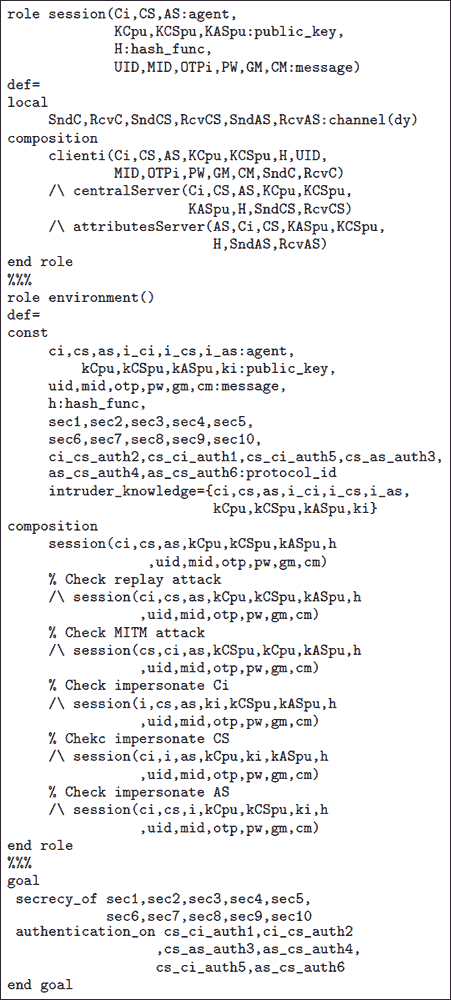 role session(Ci,CS,AS:agent,
KCpu,KCSpu,KASpu:public_key,
H:hash_func,
UID,MID,OTPi,PW,GM,CM:message)
def=
local
SndC,RcvC,SndCS,RcvCS,SndAS,RcvAS:channel(dy)
composition
clienti(Ci,CS,AS,KCpu,KCSpu,H,UID,
MID,OTPi,PW,GM,CM,SndC,RcvC)
/\ centralServer(Ci,CS,AS,KCpu,KCSpu,
KASpu,H,SndCS,RcvCS)
/\ attributesServer(AS,Ci,CS,KASpu,KCSpu,
H,SndAS,RcvAS)
end role
%%%
role environment()
def=
const
ci,cs,as,i_ci,i_cs,i_as:agent,
kCpu,kCSpu,kASpu,ki:public_key,
uid,mid,otp,pw,gm,cm:message,
h:hash_func,
sec1,sec2,sec3,sec4,sec5,
sec6,sec7,sec8,sec9,sec10,
ci_cs_auth2,cs_ci_auth1,cs_ci_auth5,cs_as_auth3,
as_cs_auth4,as_cs_auth6:protocol_id
intruder_knowledge={ci,cs,as,i_ci,i_cs,i_as,
kCpu,kCSpu,kASpu,ki}
composition
session(ci,cs,as,kCpu,kCSpu,kASpu,h
,uid,mid,otp,pw,gm,cm)
% Check replay attack
/\ session(ci,cs,as,kCpu,kCSpu,kASpu,h
,uid,mid,otp,pw,gm,cm)
% Check MITM attack
/\ session(cs,ci,as,kCSpu,kCpu,kASpu,h
,uid,mid,otp,pw,gm,cm)
% Check impersonate Ci
/\ session(i,cs,as,ki,kCSpu,kASpu,h
,uid,mid,otp,pw,gm,cm)
% Chekc impersonate CS
/\ session(ci,i,as,kCpu,ki,kASpu,h
,uid,mid,otp,pw,gm,cm)
% Check impersonate AS
/\ session(ci,cs,i,kCpu,kCSpu,ki,h
,uid,mid,otp,pw,gm,cm)
end role
%%%
goal
secrecy_of sec1,sec2,sec3,sec4,sec5,
sec6,sec7,sec8,sec9,sec10
authentication_on cs_ci_auth1,ci_cs_auth2
,cs_as_auth3,as_cs_auth4,
cs_ci_auth5,as_cs_auth6
end goal